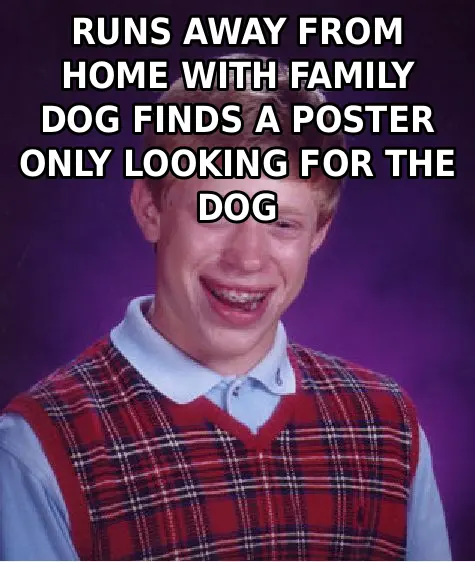 RUNS AWAY FROM
HOME WITH FAMILY
DOG FINDS A POSTER
ONLY LOOKING FOR THE
DOG